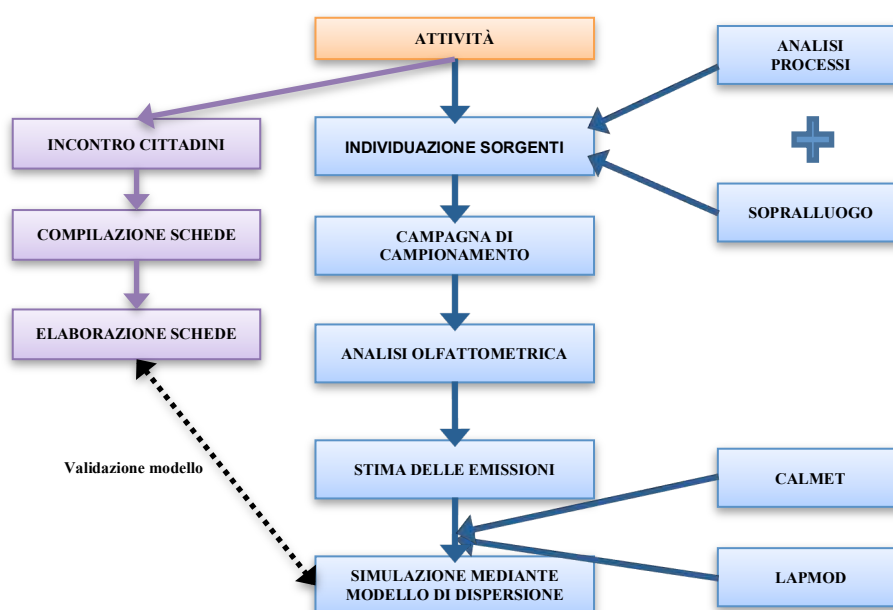 ATTIVITÀ
ANALISI
PROCESSI
INCONTRO CITTADINI
INDIVIDUAZIONE SORGENTI
COMPILAZIONE SCHEDE
CAMPAGNA DI
CAMPIONAMENTO
SOPRALLUOGO
ELABORAZIONE SCHEDE
ANALISI OLFATTOMETRICA
Validazione modello
STIMA DELLE EMISSIONI
CALMET
SIMULAZIONE MEDIANTE
MODELLO DI DISPERSIONE
LAPMOD